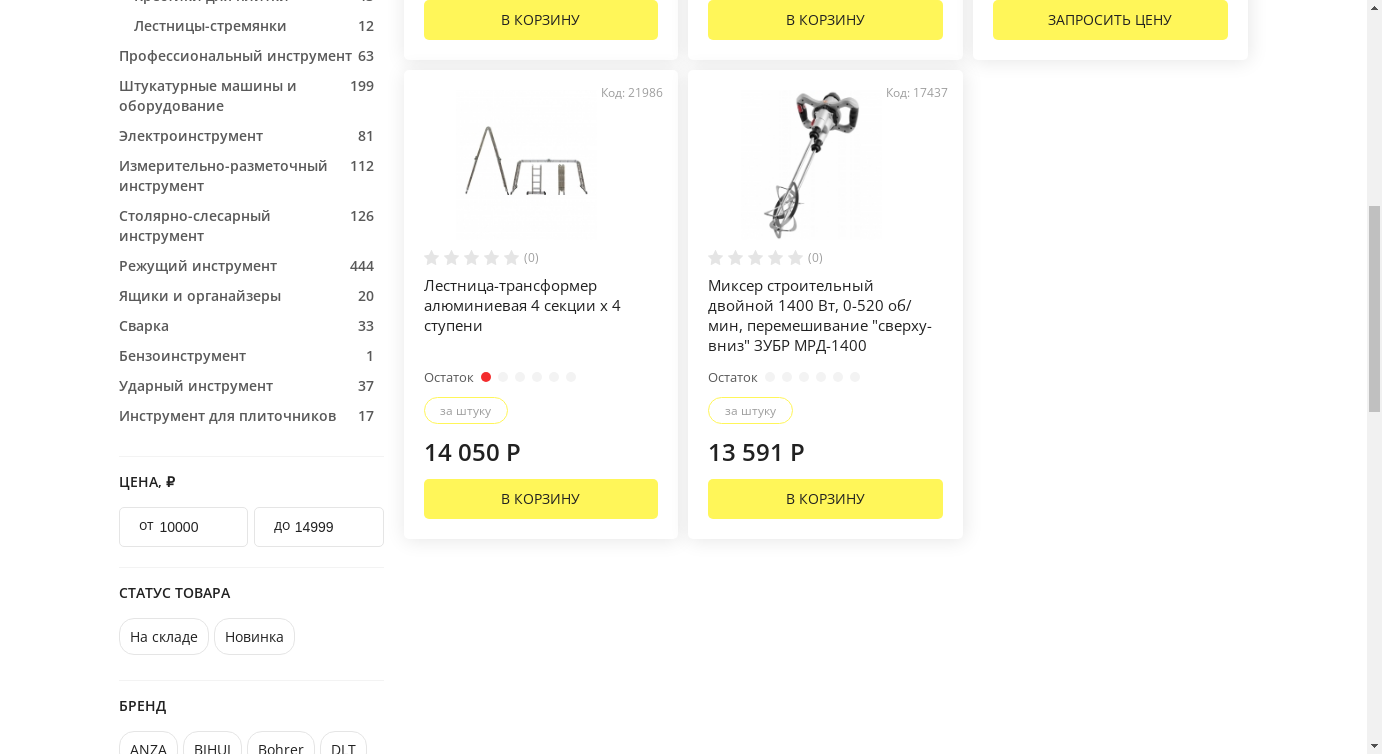 Лестницы-стремянки 12
Профессиональный инструмент 63
Штукатурные машины и 199
оборудование
Электроинструмент 81
Измерительно-разметочный 112
инструмент
Столярно-слесарный 126
инструмент
Режущий инструмент 444
Ящики и органайзеры 20
Сварка 33
Бензоинструмент 1
Ударный инструмент 37
Инструмент для плиточников 17
ЦЕНА, ₽
от 10000 до 14999
СТАТУС ТОВАРА
На складе Новинка
БРЕНД
ANZA BIHUI Bohrer DLT
В КОРЗИНУ
В КОРЗИНУ
ЗАПРОСИТЬ ЦЕНУ
Код: 21986
(0)
Лестница-трансформер
алюминиевая 4 секции х 4
ступени
Остаток
за штуку
14 050 Р
В КОРЗИНУ
Код: 17437
(0)
Миксер строительный
двойной 1400 Вт, 0-520 об/
мин, перемешивание "сверху-
вниз" ЗУБР МРД-1400
Остаток
за штуку
13 591 Р
В КОРЗИНУ